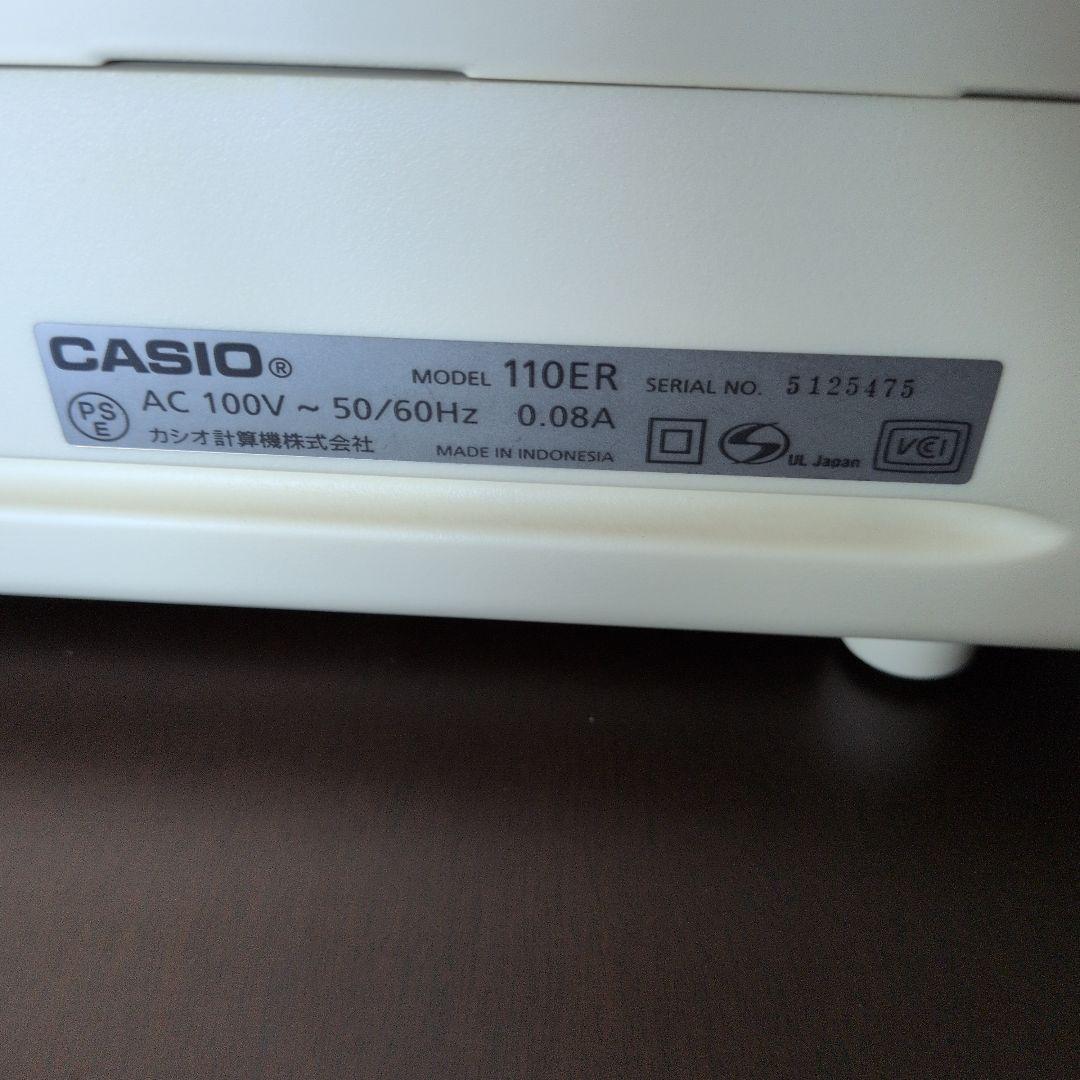 CASIO® MODEL 110ER SERIAL NO. 5125475
PS E AC 100V ~ 50/60Hz 0.08A
カシオ計算機株式会社 MADE IN INDONESIA S UL Japan VCI